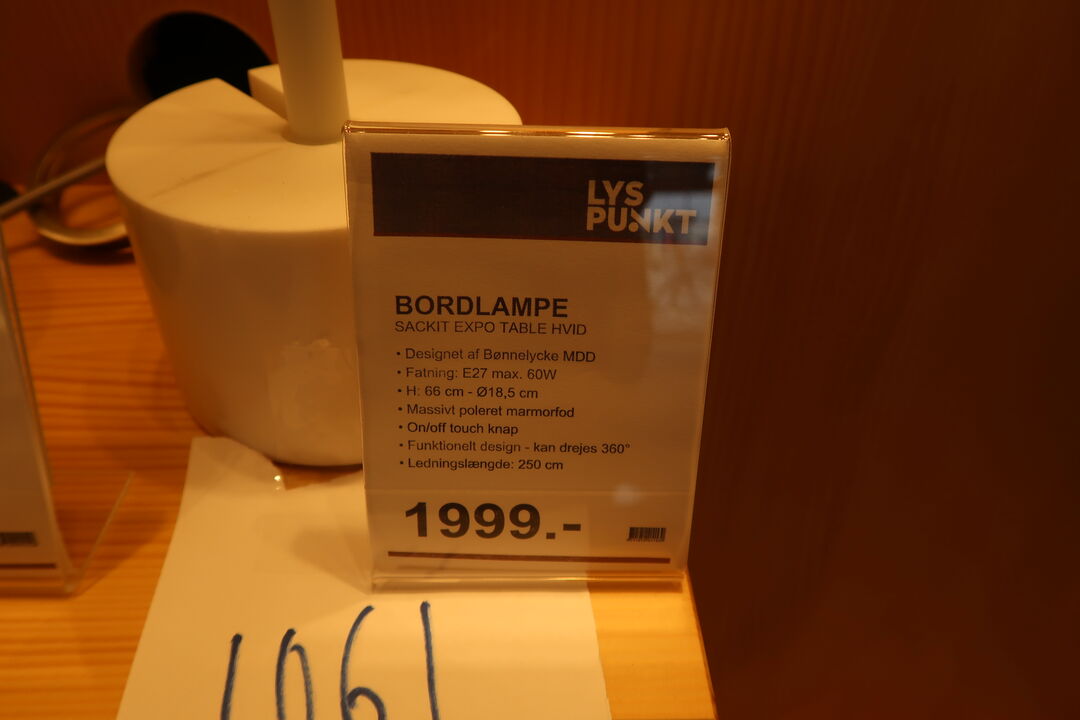 LYS
PUNKT
BORDLAMPE
SACKIT EXPO TABLE HVID
• Designet af Bønnelycke MDD
• Fatning: E27 max. 60W
• H: 66 cm - Ø18,5 cm
• Massivt poleret marmorfod
• On/off touch knap
• Funktionelt design - kan drejes 360°
• Ledningslængde: 250 cm
1999.-
1061